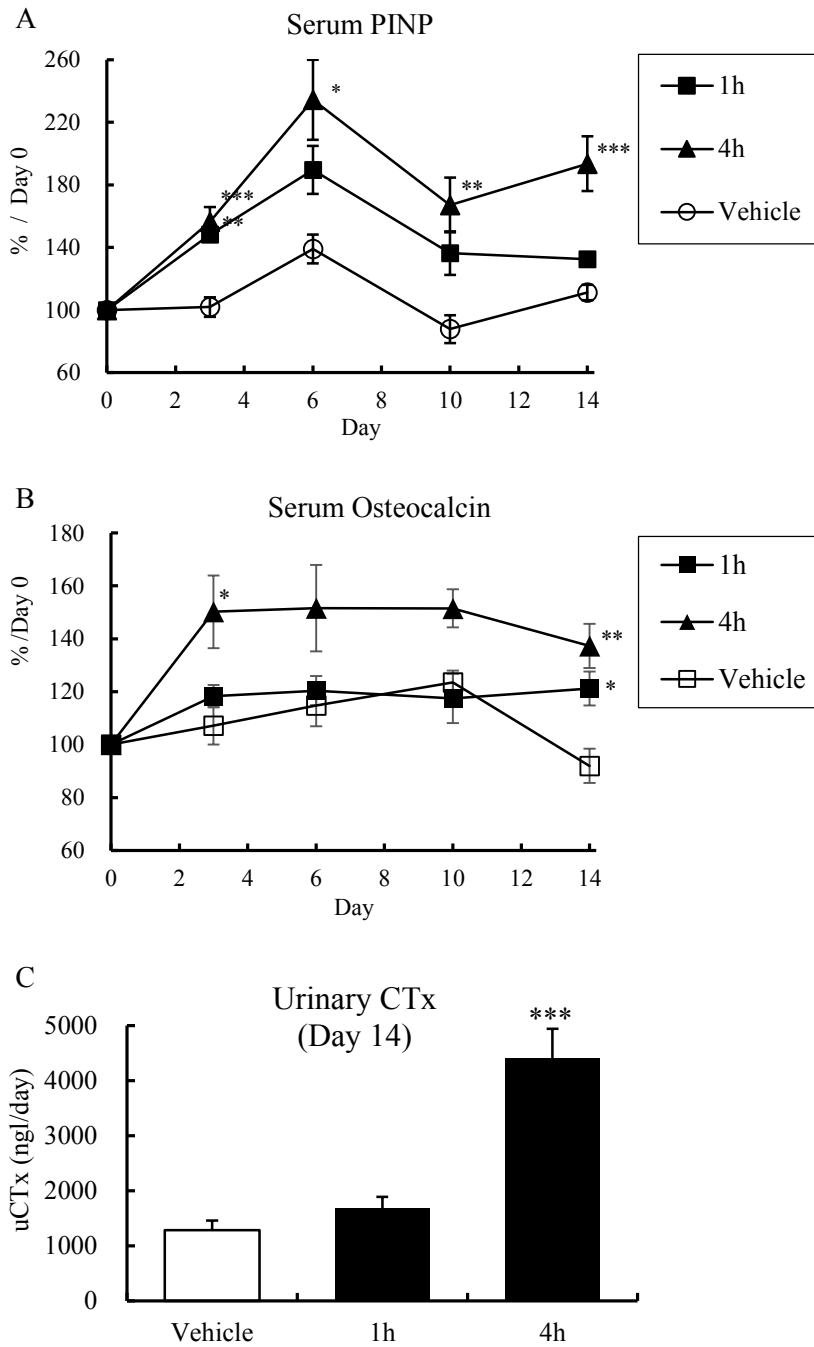 A
Serum PINP
% / Day 0
260
220
180
140
100
60
***
**
*
**
***
0 2 4 6 8 10 12 14
Day
1h
4h
Vehicle
B
Serum Osteocalcin
%/Day 0
180
160
140
120
100
80
60
*
**
*
0 2 4 6 8 10 12 14
Day
1h
4h
Vehicle
C
Urinary CTx
(Day 14)
uCTx (ngl/day)
5000
4000
3000
2000
1000
0
***
Vehicle 1h 4h